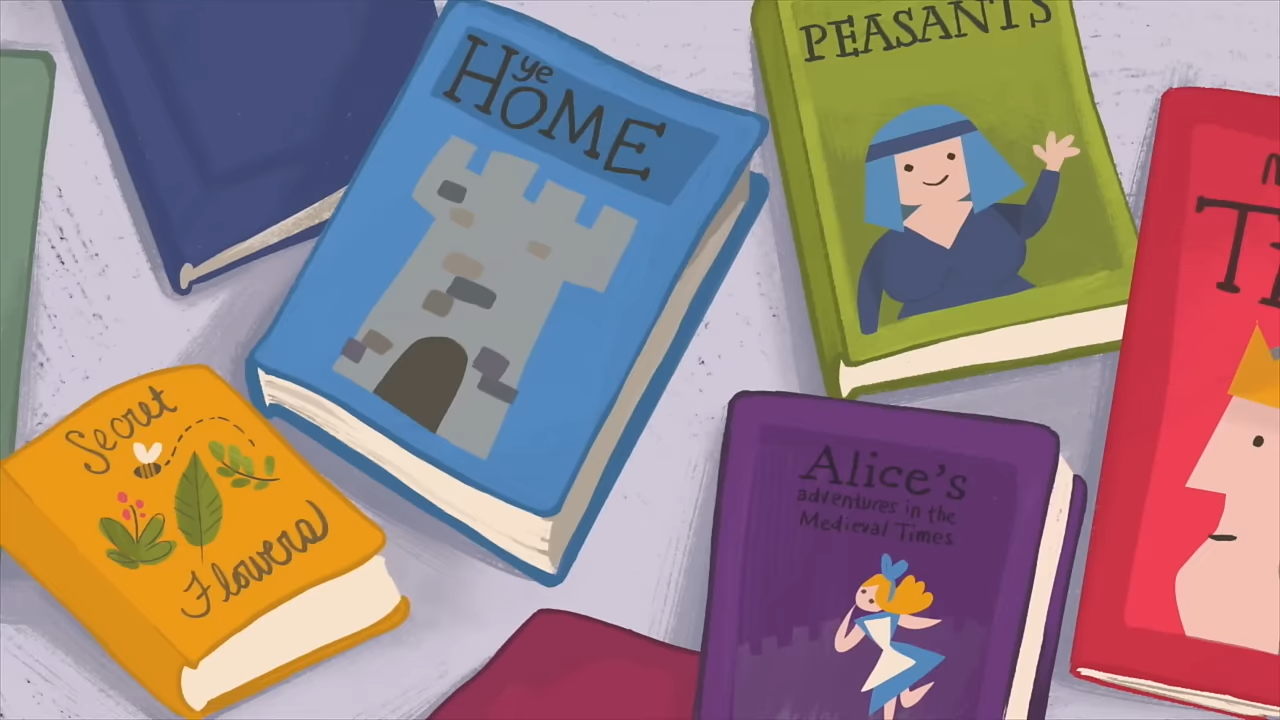 ye
HOME
PEASANTS
Secret
Flowers
Alice's
adventures in the
Medieval Times